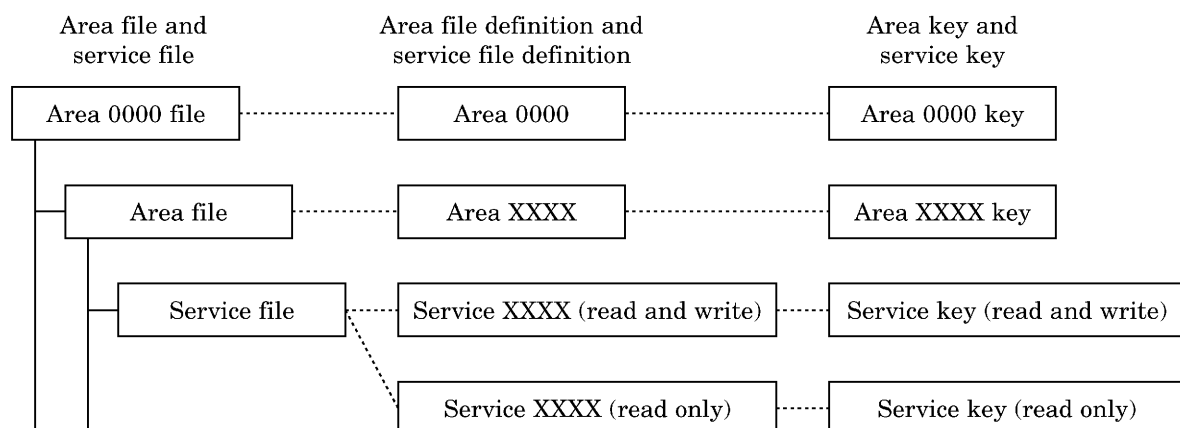 Area file and
service file
Area file definition and
service file definition
Area key and
service key
Area 0000 file
Area 0000
Area 0000 key
Area file
Area XXXX
Area XXXX key
Service file
Service XXXX (read and write)
Service key (read and write)
Service XXXX (read only)
Service key (read only)